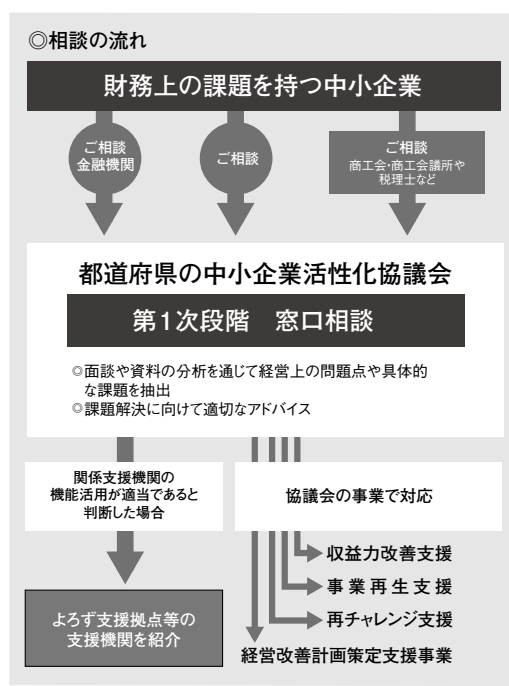 ◎相談の流れ
財務上の課題を持つ中小企業
ご相談
金融機関
ご相談
ご相談
商工会・商工会議所や
税理士など
都道府県の中小企業活性化協議会
第1次段階　窓口相談
◎面談や資料の分析を通じて経営上の問題点や具体的
な課題を抽出
◎課題解決に向けて適切なアドバイス
関係支援機関の
機能活用が適当であると
判断した場合
協議会の事業で対応
収益力改善支援
事業再生支援
再チャレンジ支援
経営改善計画策定支援事業
よろず支援拠点等の
支援機関を紹介